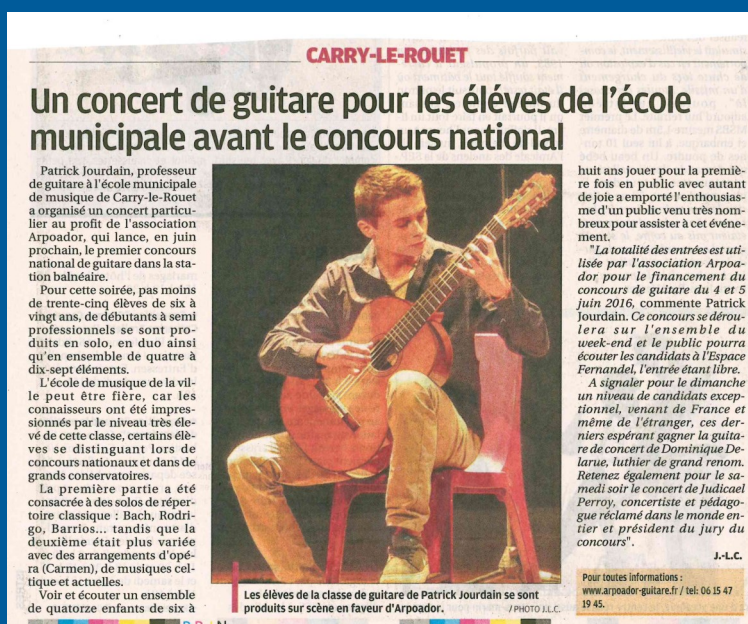 CARRY-LE-ROUET
Un concert de guitare pour les éléves de l'école
municipale avant le concours national
Patrick Jourdain, professeur
de guitare à l'école municipale
de musique de Carry-le-Rouet
a organisé un concert particu-
lier au profit de l'association
Arpoador, qui lance, en juin
prochain, le premier concours
national de guitare dans la sta-
tion balnéaire.
Pour cette soirée, pas moins
de trente-cinq élèves de six à
vingt ans, de débutants à semi
professionnels se sont pro-
duits en solo, en duo ainsi
qu'en ensemble de quatre à
dix-sept éléments.
L'école de musique de la vil-
le peut être fière, car les
connaisseurs ont été impres-
sionnés par le niveau très éle-
vé de cette classe, certains élè-
ves se distinguant lors de
concours nationaux et dans de
grands conservatoires.
La première partie a été
consacrée à des solos de réper-
toire classique : Bach, Rodri-
go, Barrios... tandis que la
deuxième était plus variée
avec des arrangements d'opé-
ra (Carmen), de musiques cel-
tique et actuelles.
Voir et écouter un ensemble
de quatorze enfants de six à
Les élèves de la classe de guitare de Patrick Jourdain se sont
produits sur scène en faveur d'Arpoador.
/ PHOTO J.L.C.
huit ans jouer pour la premiè-
re fois en public avec autant
de joie a emporté l'enthousias-
me d'un public venu très nom-
breux pour assister à cet événe-
ment.
"La totalité des entrées est uti-
lisée par l'association Arpoa-
dor pour le financement du
concours de guitare du 4 et 5
juin 2016, commente Patrick
Jourdain. Ce concours se dérou-
lera sur l'ensemble du
week-end et le public pourra
écouter les candidats à l'Espace
Fernandel, l'entrée étant libre.
A signaler pour le dimanche
un niveau de candidats excep-
tionnel, venant de France et
même de l'étranger, ces der-
niers espérant gagner la guita-
re de concert de Dominique De-
larue, luthier de grand renom.
Retenez également pour le sa-
medi soir le concert de Judicael
Perroy, concertiste et pédago-
gue réclamé dans le monde en-
tier et président du jury du
concours".
J.-L.C.
Pour toutes informations :
www.arpoador-guitare.fr / tel: 06 15 47
19 45.